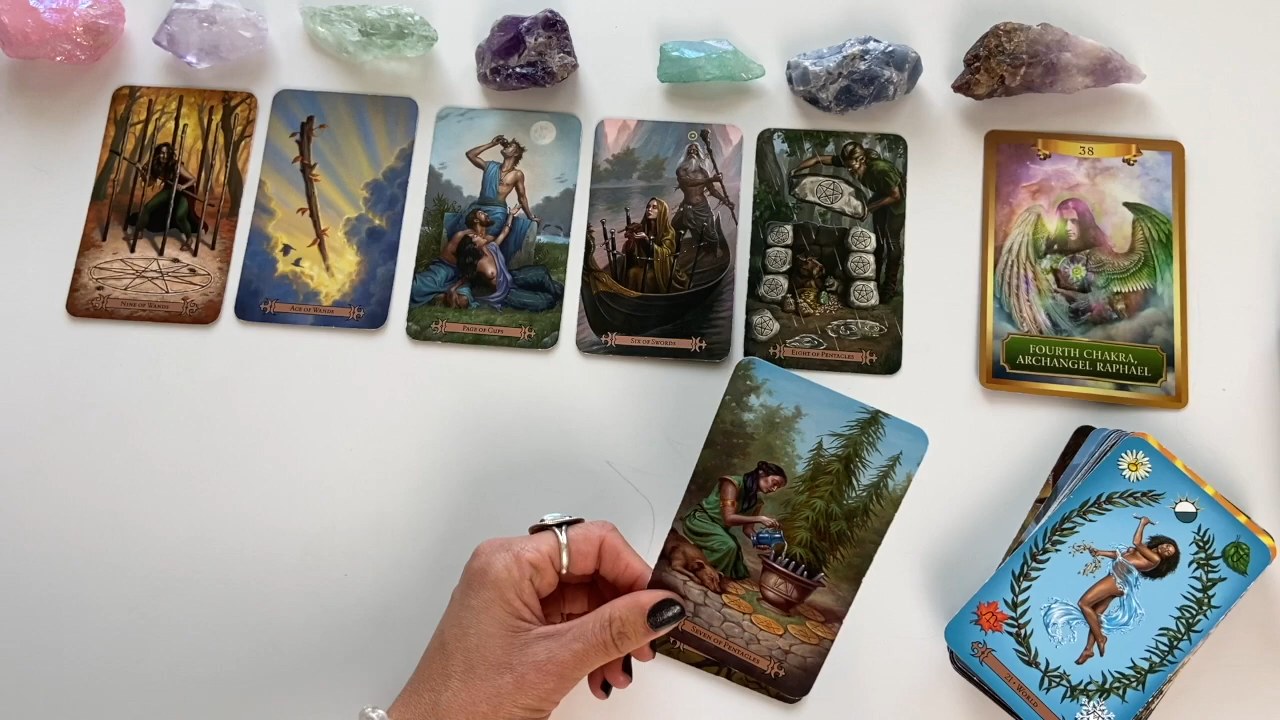 NINE OF WANDS
ACE OF WANDS
PAGE OF CUPS
SIX OF SWORDS
EIGHT OF PENTACLES
38
FOURTH CHAKRA,
ARCHANGEL RAPHAEL
SEVEN OF PENTACLES
21 • WORLD